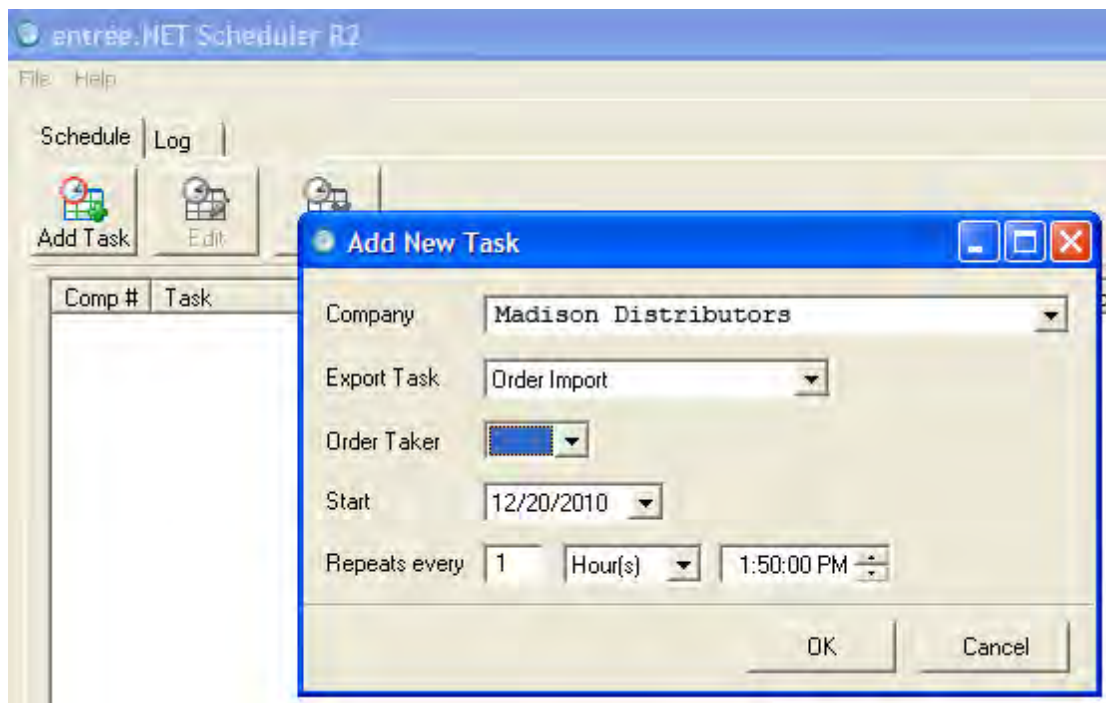 entrée.NET Scheduler R2
File Help
Schedule Log
Add Task Edit
Comp # Task
Add New Task
Company Madison Distributors
Export Task Order Import
Order Taker
Start 12/20/2010
Repeats every 1 Hour(s) 1:50:00 PM
OK Cancel